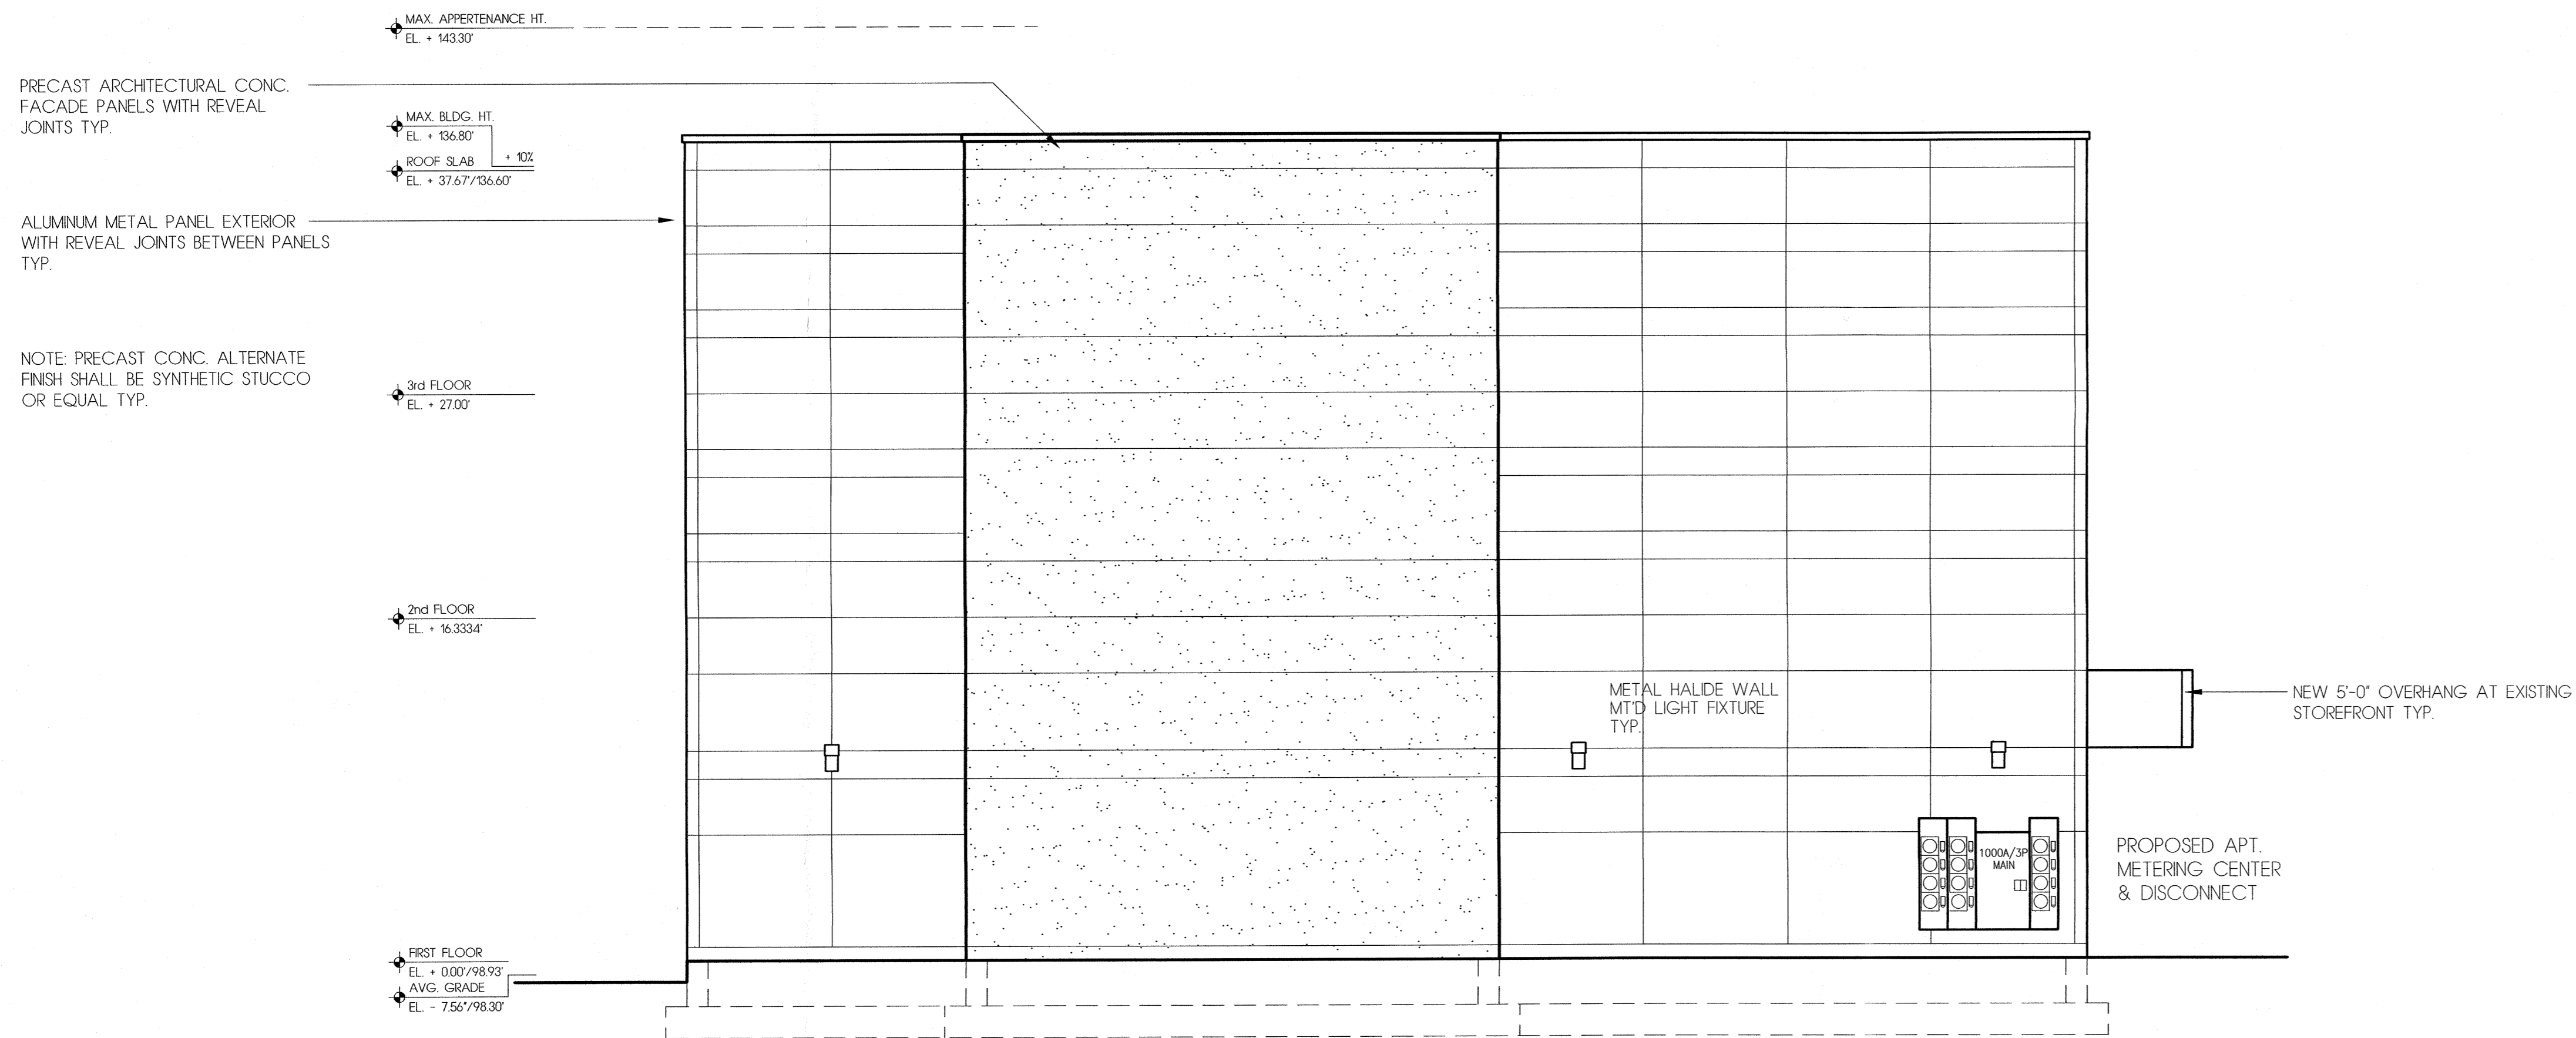 MAX. APPERTENANCE HT.
EL. + 143.30'
PRECAST ARCHITECTURAL CONC.
FACADE PANELS WITH REVEAL
JOINTS TYP.
MAX. BLDG. HT.
EL. + 136.80'
+ 10%
ROOF SLAB
EL. + 37.67'/136.60'
ALUMINUM METAL PANEL EXTERIOR
WITH REVEAL JOINTS BETWEEN PANELS
TYP.
NOTE: PRECAST CONC. ALTERNATE
FINISH SHALL BE SYNTHETIC STUCCO
OR EQUAL TYP.
3rd FLOOR
EL. + 27.00'
2nd FLOOR
EL. + 16.3334'
METAL HALIDE WALL
MT'D LIGHT FIXTURE
TYP.
NEW 5'-0" OVERHANG AT EXISTING
STOREFRONT TYP.
1000A/3P
MAIN
PROPOSED APT.
METERING CENTER
& DISCONNECT
FIRST FLOOR
EL. + 0.00'/98.93'
AVG. GRADE
EL. - 7.56"/98.30'